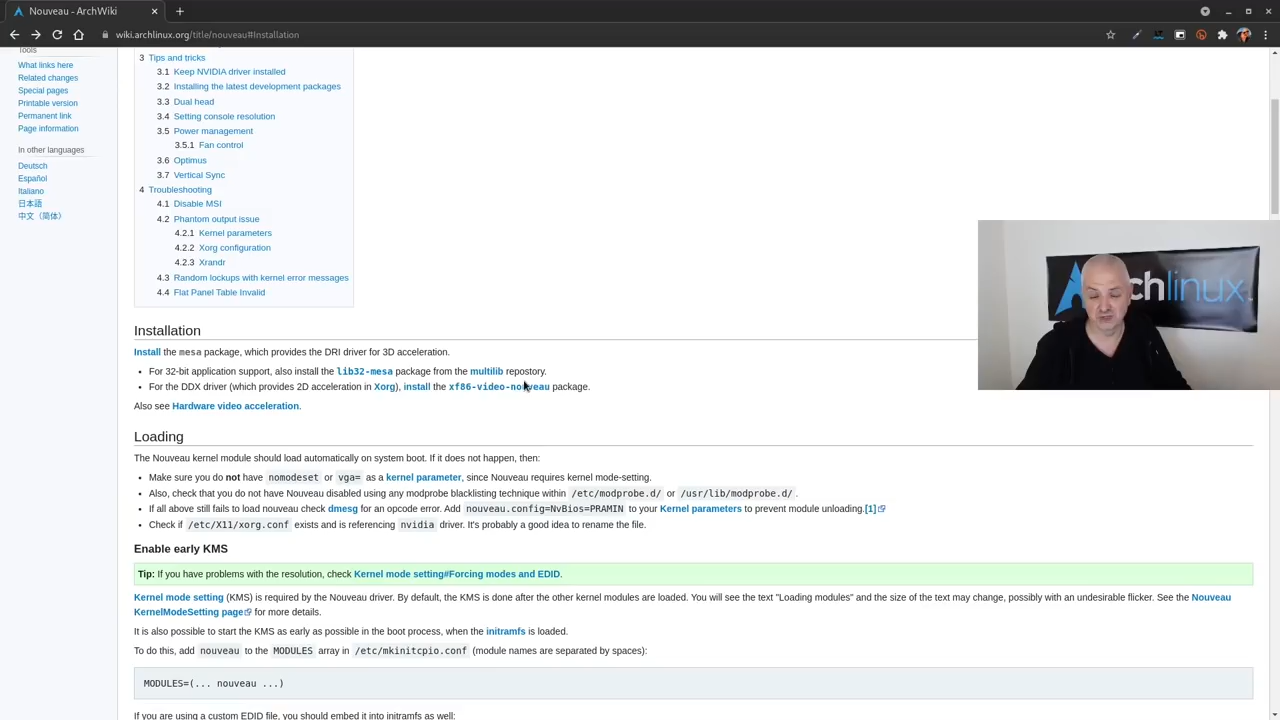 Nouveau - ArchWiki
wiki.archlinux.org/title/nouveau#Installation
Tools
What links here
Related changes
Special pages
Printable version
Permanent link
Page information
In other languages
Deutsch
Español
Italiano
日本語
中文（简体）
3 Tips and tricks
3.1 Keep NVIDIA driver installed
3.2 Installing the latest development packages
3.3 Dual head
3.4 Setting console resolution
3.5 Power management
3.5.1 Fan control
3.6 Optimus
3.7 Vertical Sync
4 Troubleshooting
4.1 Disable MSI
4.2 Phantom output issue
4.2.1 Kernel parameters
4.2.2 Xorg configuration
4.2.3 Xrandr
4.3 Random lockups with kernel error messages
4.4 Flat Panel Table Invalid
Installation
Install the mesa package, which provides the DRI driver for 3D acceleration.
• For 32-bit application support, also install the lib32-mesa package from the multilib repository.
• For the DDX driver (which provides 2D acceleration in Xorg), install the xf86-video-nouveau package.
Also see Hardware video acceleration.
Loading
The Nouveau kernel module should load automatically on system boot. If it does not happen, then:
• Make sure you do not have nomodeset or vga= as a kernel parameter, since Nouveau requires kernel mode-setting.
• Also, check that you do not have Nouveau disabled using any modprobe blacklisting technique within /etc/modprobe.d/ or /usr/lib/modprobe.d/ .
• If all above still fails to load nouveau check dmesg for an opcode error. Add nouveau.config=NvBios=PRAMIN to your Kernel parameters to prevent module unloading.[1]
• Check if /etc/X11/xorg.conf exists and is referencing nvidia driver. It's probably a good idea to rename the file.
Enable early KMS
Tip: If you have problems with the resolution, check Kernel mode setting#Forcing modes and EDID.
Kernel mode setting (KMS) is required by the Nouveau driver. By default, the KMS is done after the other kernel modules are loaded. You will see the text "Loading modules" and the size of the text may change, possibly with an undesirable flicker. See the Nouveau
KernelModeSetting page for more details.
It is also possible to start the KMS as early as possible in the boot process, when the initramfs is loaded.
To do this, add nouveau to the MODULES array in /etc/mkinitcpio.conf (module names are separated by spaces):
MODULES=(... nouveau ...)
If you are using a custom EDID file, you should embed it into initramfs as well:
chlinux